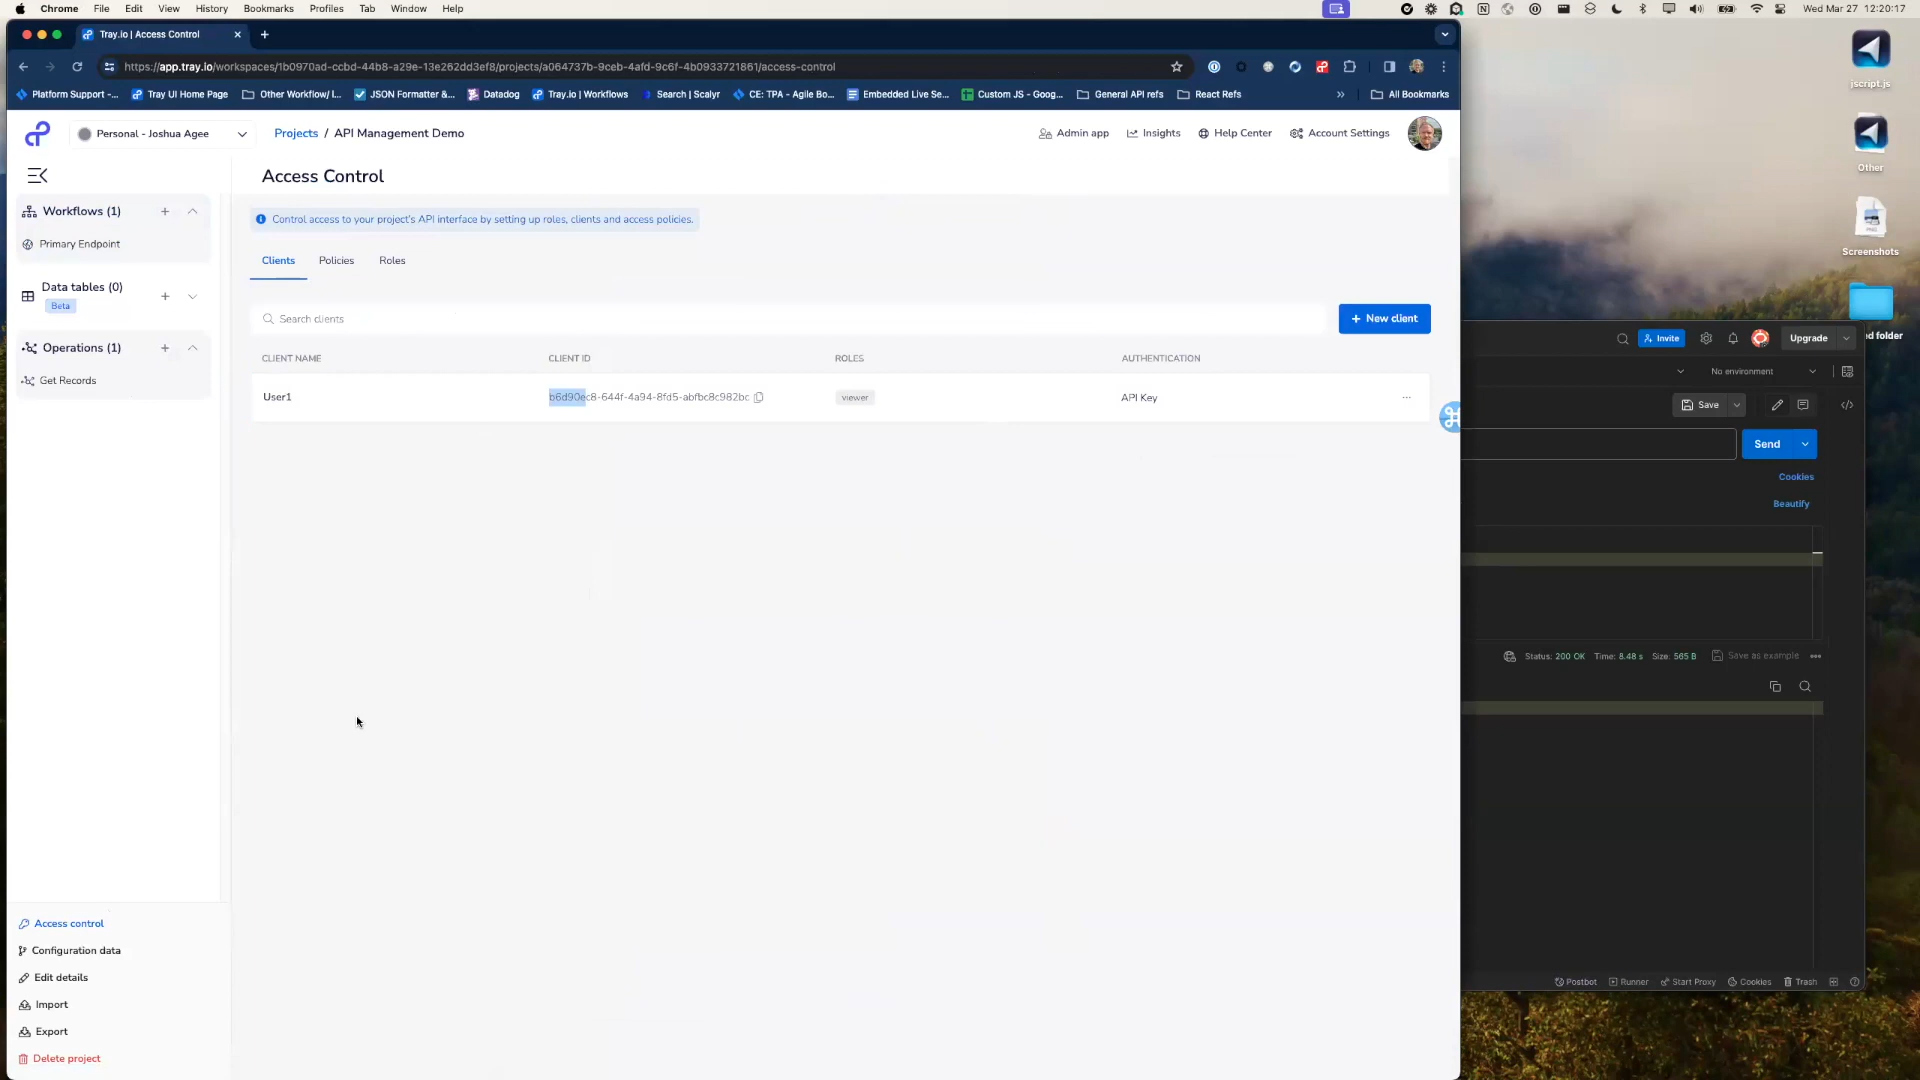 Chrome File Edit View History Bookmarks Profiles Tab Window Help
Wed Mar 27 12:20:17
Tray.io | Access Control
https://app.tray.io/workspaces/1b0970ad-ccbd-44b8-a29e-13e262dd3ef8/projects/a064737b-9ceb-4afd-9c6f-4b0933721861/access-control
Platform Support -... Tray UI Home Page Other Workflow/ I... JSON Formatter &... Datadog Tray.io | Workflows Search | Scalyr CE: TPA - Agile Bo... Embedded Live Se... Custom JS - Goog... General API refs React Refs » All Bookmarks
Personal - Joshua Agee
Projects / API Management Demo
Admin app Insights Help Center Account Settings
Access Control
Workflows (1)
Primary Endpoint
Data tables (0)
Beta
Operations (1)
Get Records
Control access to your project's API interface by setting up roles, clients and access policies.
Clients Policies Roles
Search clients
+ New client
CLIENT NAME CLIENT ID ROLES AUTHENTICATION
User1 b6d90ec8-644f-4a94-8fd5-abfbc8c982bc viewer API Key ...
Access control
Configuration data
Edit details
Import
Export
Delete project
jscript.js
Other
Screenshots
d folder
Invite Upgrade
No environment
Save
Send
Cookies
Beautify
Status: 200 OK Time: 8.48 s Size: 565 B Save as example
Postbot Runner Start Proxy Cookies Trash